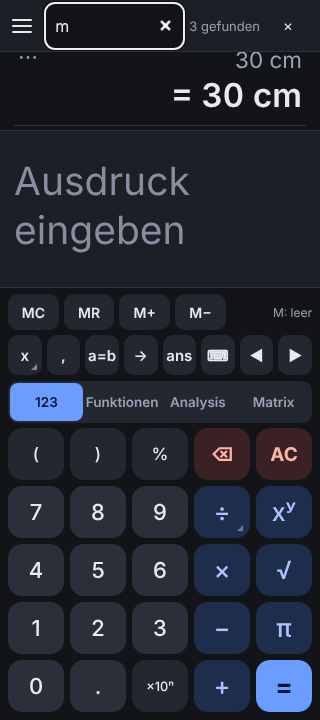 m × 3 gefunden ×
... 30 cm
= 30 cm
Ausdruck
eingeben
MC MR M+ M− M: leer
x , a=b → ans ⌨ ◀ ▶
123 Funktionen Analysis Matrix
( ) % ⌫ AC
7 8 9 ÷ xʸ
4 5 6 × √
1 2 3 − π
0 . ×10ⁿ + =